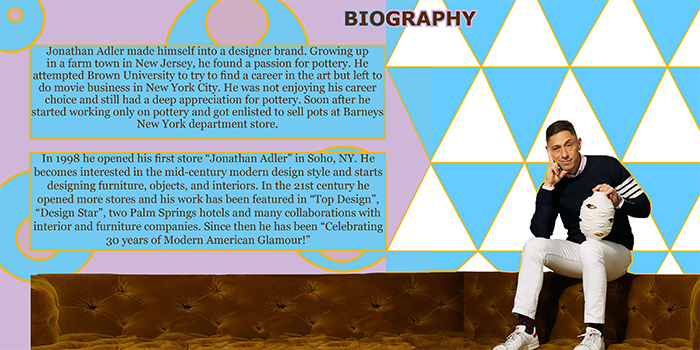 BIOGRAPHY
Jonathan Adler made himself into a designer brand. Growing up
in a farm town in New Jersey, he found a passion for pottery. He
attempted Brown University to try to find a career in the art but left to
do movie business in New York City. He was not enjoying his career
choice and still had a deep appreciation for pottery. Soon after he
started working only on pottery and got enlisted to sell pots at Barneys
New York department store.
In 1998 he opened his first store “Jonathan Adler” in Soho, NY. He
becomes interested in the mid-century modern design style and starts
designing furniture, objects, and interiors. In the 21st century he
opened more stores and his work has been featured in “Top Design”,
“Design Star”, two Palm Springs hotels and many collaborations with
interior and furniture companies. Since then he has been “Celebrating
30 years of Modern American Glamour!”